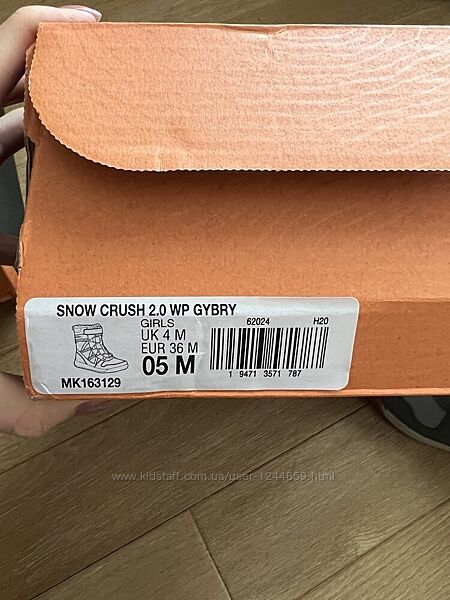 SNOW CRUSH 2.0 WP GYBRY
GIRLS 62024 H20
UK 4 M
EUR 36 M
05 M
MK163129 1 9471 3571 787
www.kidstaff.com.ua/user-1244659.html